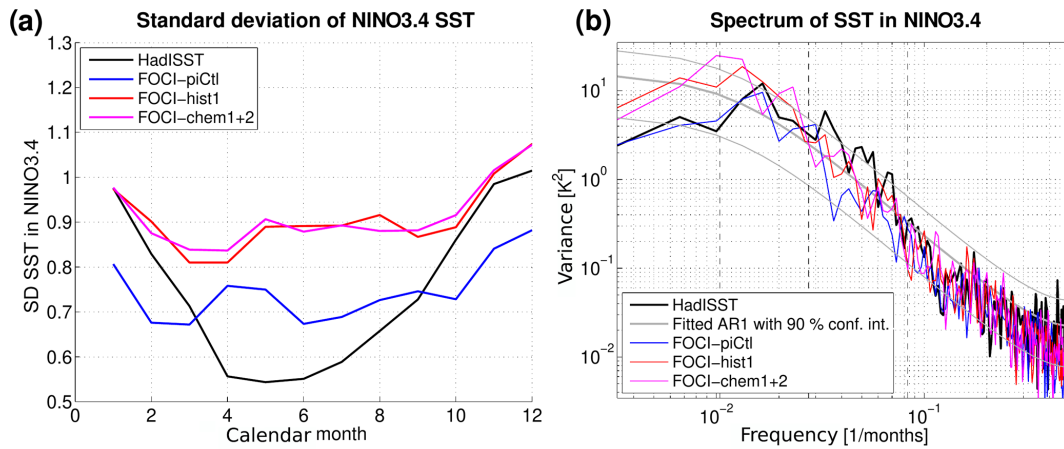 (a) Standard deviation of NINO3.4 SST
SD SST in NINO3.4
1.3
1.2
1.1
1
0.9
0.8
0.7
0.6
0.5
HadISST
FOCI−piCtl
FOCI−hist1
FOCI−chem1+2
0 2 4 6 8 10 12
Calendar month
(b) Spectrum of SST in NINO3.4
Variance [K²]
10¹
10⁰
10⁻¹
10⁻²
HadISST
Fitted AR1 with 90 % conf. int.
FOCI−piCtl
FOCI−hist1
FOCI−chem1+2
10⁻² 10⁻¹
Frequency [1/months]